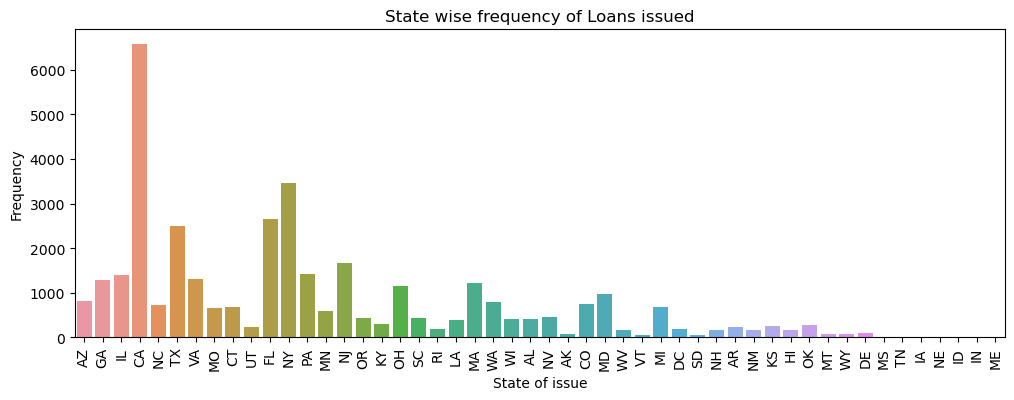 State wise frequency of Loans issued
Frequency
6000
5000
4000
3000
2000
1000
0
AZ GA IL CA NC TX VA MO CT UT FL NY PA MN NJ OR KY OH SC RI LA MA WA WI AL NV AK CO MD WV VT MI DC SD NH AR NM KS HI OK MT WY DE MS TN IA NE ID IN ME
State of issue